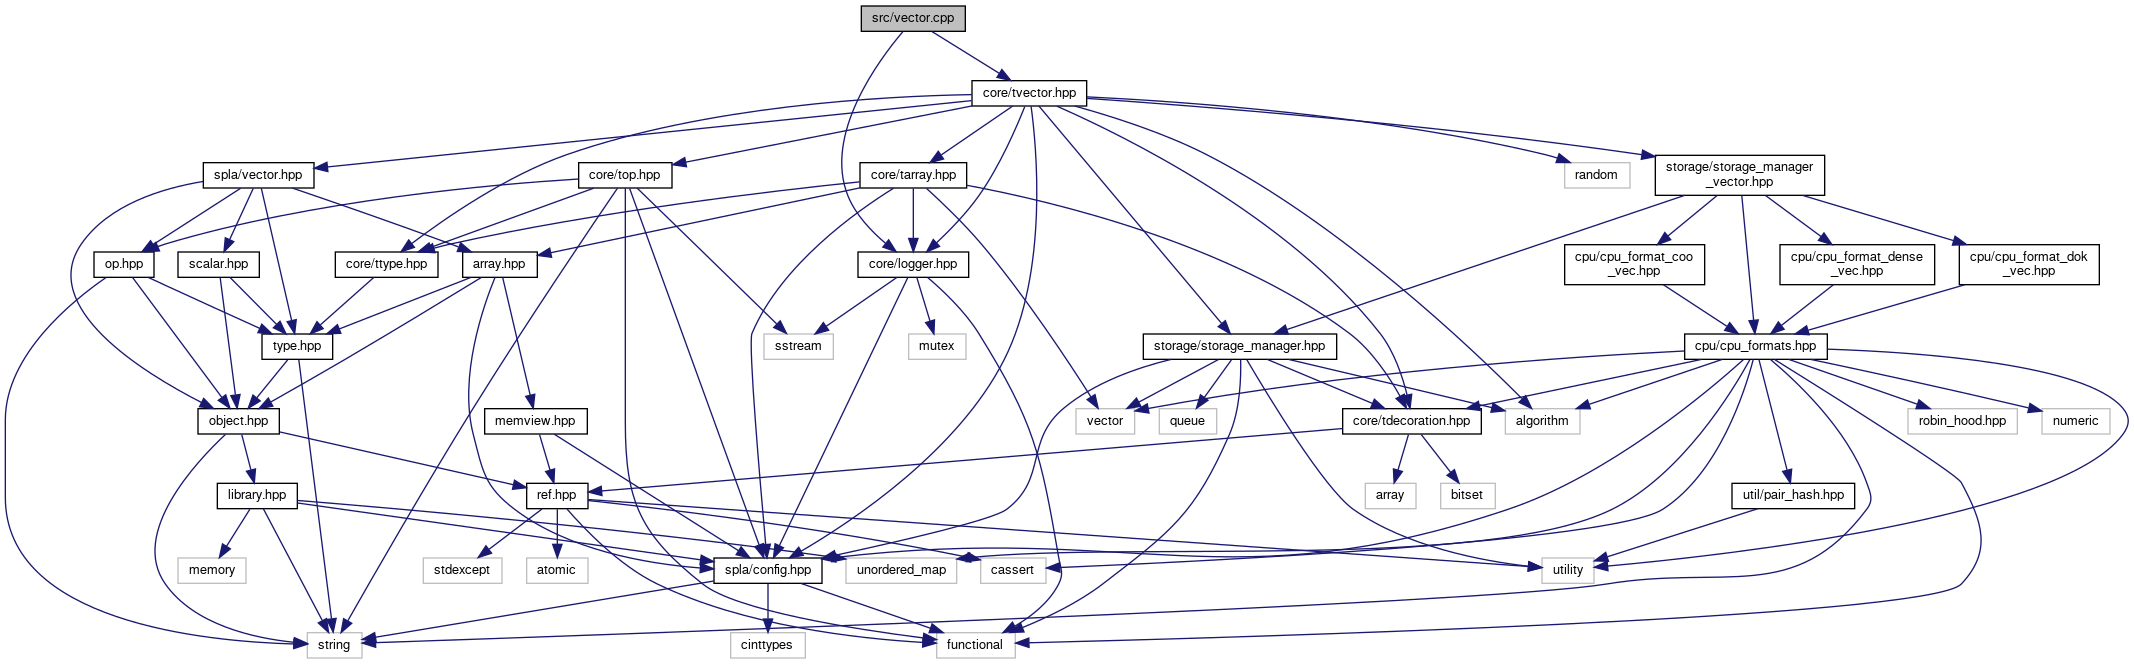 src/vector.cpp
core/tvector.hpp
spla/vector.hpp
core/top.hpp
core/tarray.hpp
random
storage/storage_manager
_vector.hpp
op.hpp
scalar.hpp
core/ttype.hpp
array.hpp
core/logger.hpp
cpu/cpu_format_coo
_vec.hpp
cpu/cpu_format_dense
_vec.hpp
cpu/cpu_format_dok
_vec.hpp
type.hpp
sstream
mutex
storage/storage_manager.hpp
cpu/cpu_formats.hpp
object.hpp
memview.hpp
vector
queue
core/tdecoration.hpp
algorithm
robin_hood.hpp
numeric
library.hpp
ref.hpp
array
bitset
util/pair_hash.hpp
memory
stdexcept
atomic
spla/config.hpp
unordered_map
cassert
utility
string
cinttypes
functional